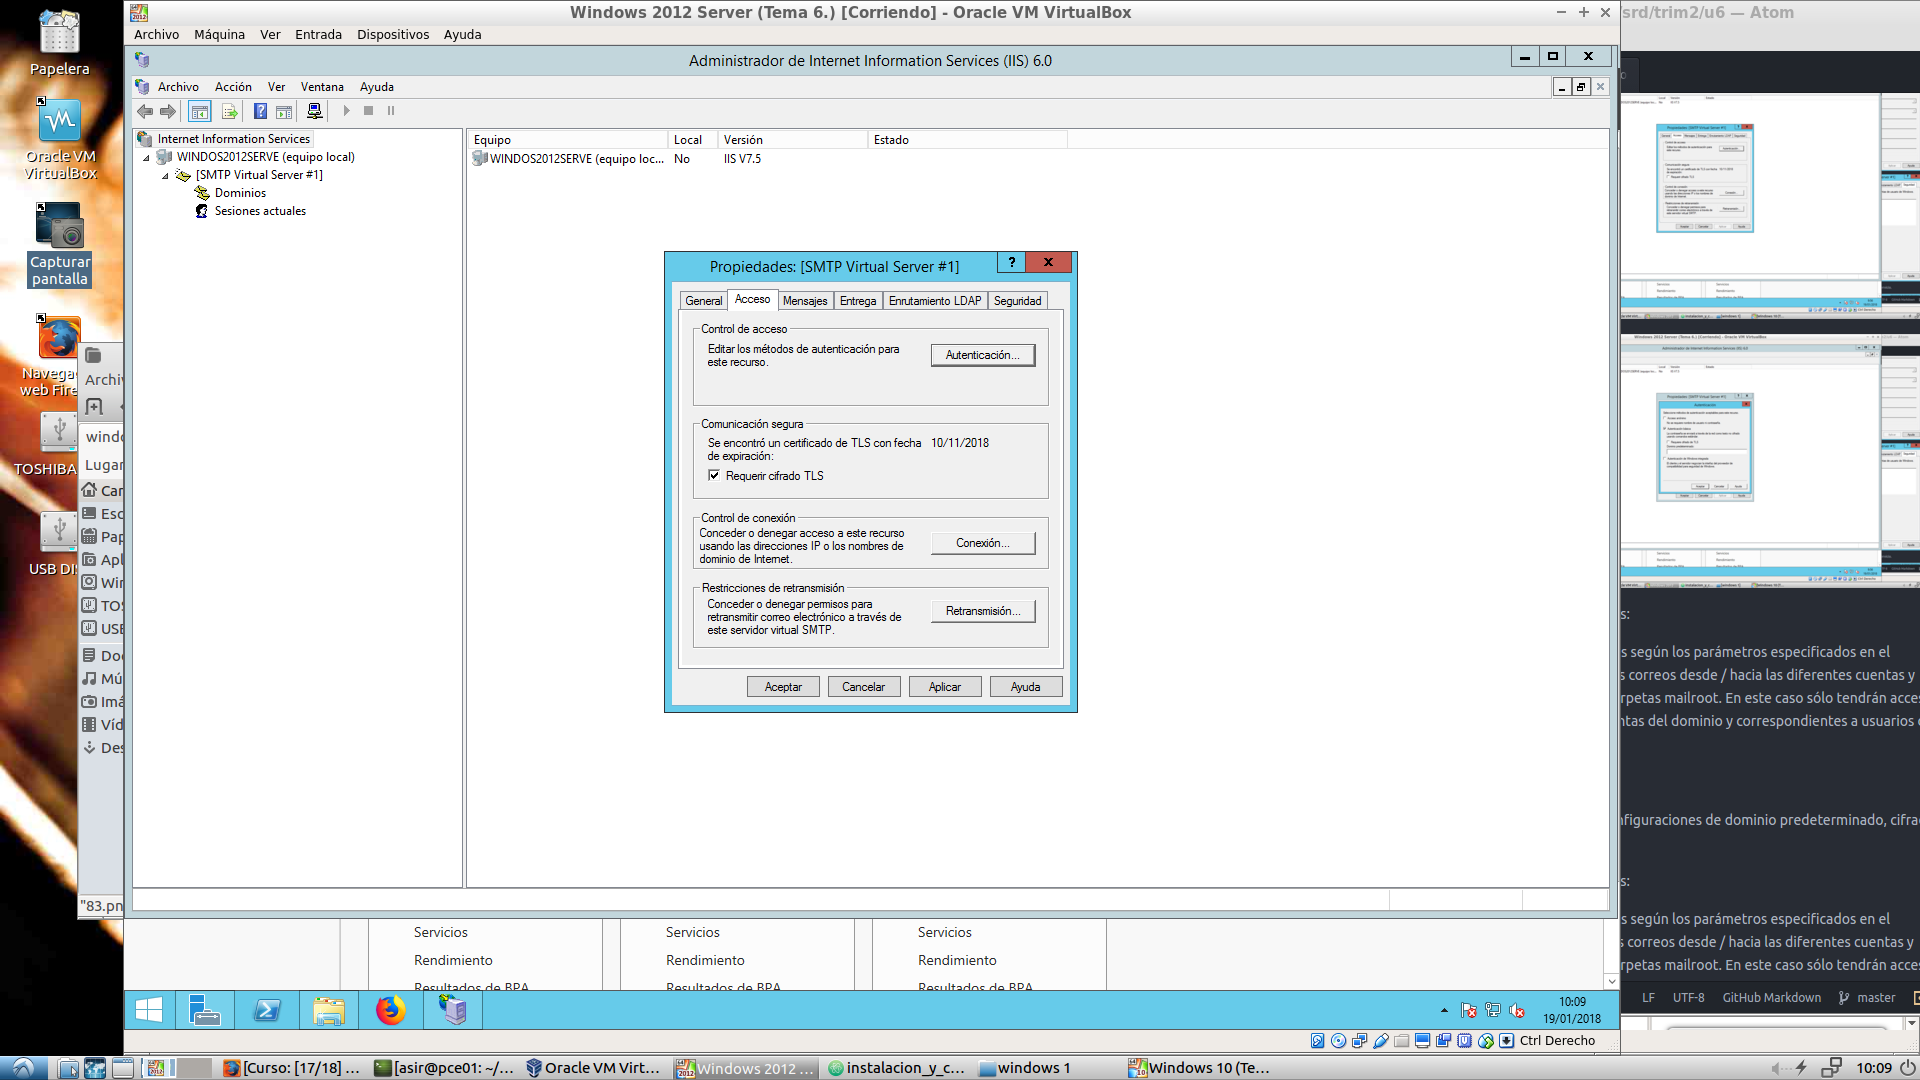 Windows 2012 Server (Tema 6.) [Corriendo] - Oracle VM VirtualBox
/srd/trim2/u6 — Atom
Archivo Máquina Ver Entrada Dispositivos Ayuda
Administrador de Internet Information Services (IIS) 6.0
Archivo Acción Ver Ventana Ayuda
Internet Information Services
WINDOS2012SERVE (equipo local)
[SMTP Virtual Server #1]
Dominios
Sesiones actuales
Equipo Local Versión Estado
WINDOS2012SERVE (equipo loc... No IIS V7.5
Propiedades: [SMTP Virtual Server #1]
General Acceso Mensajes Entrega Enrutamiento LDAP Seguridad
Control de acceso
Editar los métodos de autenticación para
este recurso.
Autenticación...
Comunicación segura
Se encontró un certificado de TLS con fecha 10/11/2018
de expiración:
Requerir cifrado TLS
Control de conexión
Conceder o denegar acceso a este recurso
usando las direcciones IP o los nombres de
dominio de Internet.
Conexión...
Restricciones de retransmisión
Conceder o denegar permisos para
retransmitir correo electrónico a través de
este servidor virtual SMTP.
Retransmisión...
Aceptar Cancelar Aplicar Ayuda
Servicios Servicios Servicios
Rendimiento Rendimiento Rendimiento
Resultados de BPA Resultados de BPA Resultados de BPA
10:09
19/01/2018
Ctrl Derecho
Papelera
Oracle VM
VirtualBox
Capturar
pantalla
Navega
web Fire
TOSHIBA
USB DI
Archiv
windo
Lugar
Car
Esc
Pap
Apl
Wir
TOS
USB
Doc
Mú
Imá
Víd
Des
"83.pn
s:
s según los parámetros especificados en el
s correos desde / hacia las diferentes cuentas y
rpetas mailroot. En este caso sólo tendrán acces
ntas del dominio y correspondientes a usuarios
nfiguraciones de dominio predeterminado, cifra
s:
s según los parámetros especificados en el
s correos desde / hacia las diferentes cuentas y
rpetas mailroot. En este caso sólo tendrán acce
LF UTF-8 GitHub Markdown master
[Curso: [17/18] ... [asir@pce01: ~/... Oracle VM Virt... Windows 2012 ... instalacion_y_c... windows 1 Windows 10 (Te... 10:09